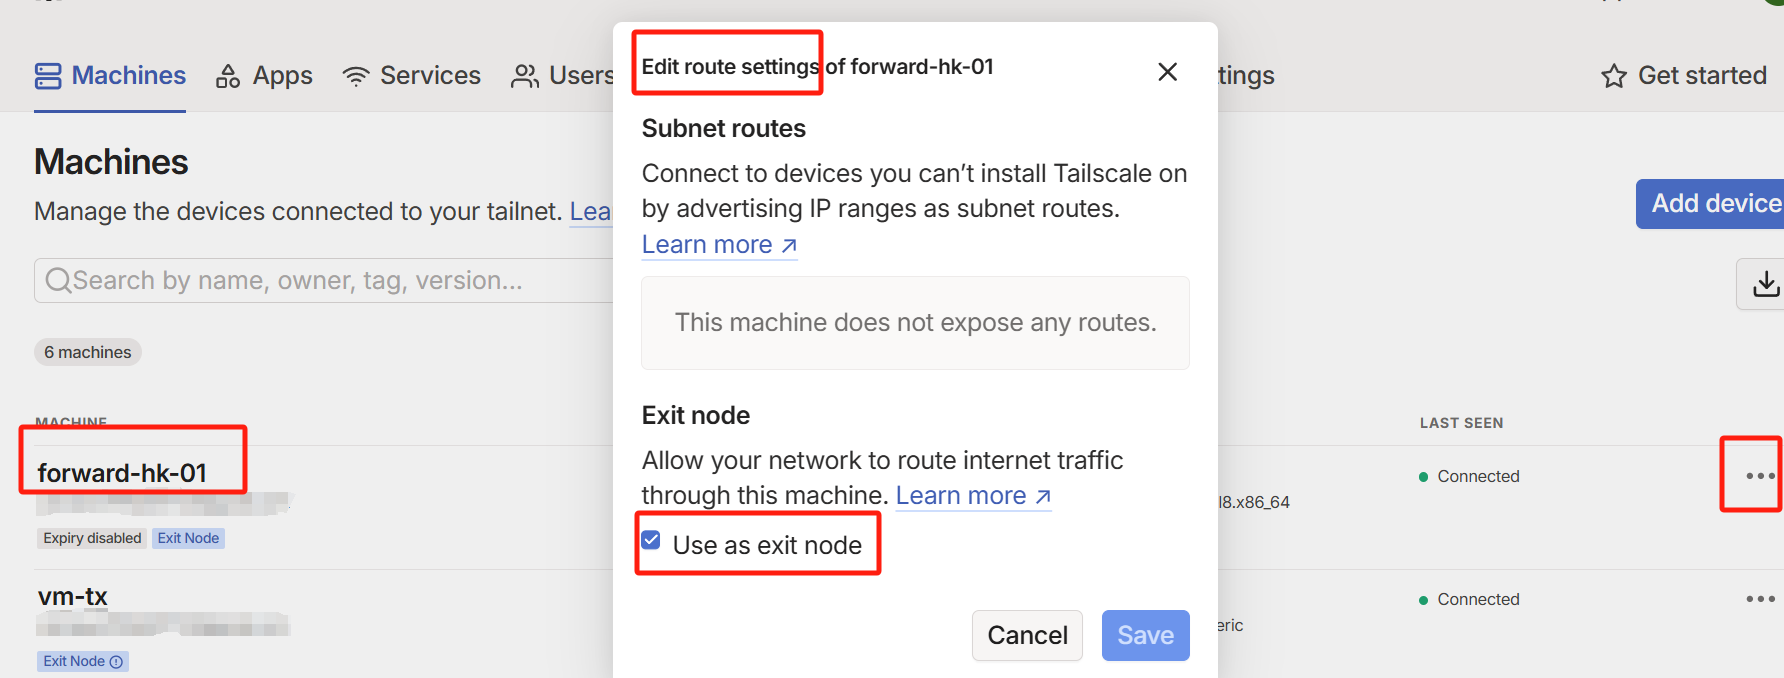 Machines
Apps
Services
Users
tings
Get started
Machines
Manage the devices connected to your tailnet. Lea
Add device
Search by name, owner, tag, version...
6 machines
MACHINE
LAST SEEN
forward-hk-01
Expiry disabled
Exit Node
Connected
l8.x86_64
vm-tx
Exit Node
Connected
eric
Edit route settings of forward-hk-01
Subnet routes
Connect to devices you can’t install Tailscale on
by advertising IP ranges as subnet routes.
Learn more ↗
This machine does not expose any routes.
Exit node
Allow your network to route internet traffic
through this machine. Learn more ↗
Use as exit node
Cancel
Save